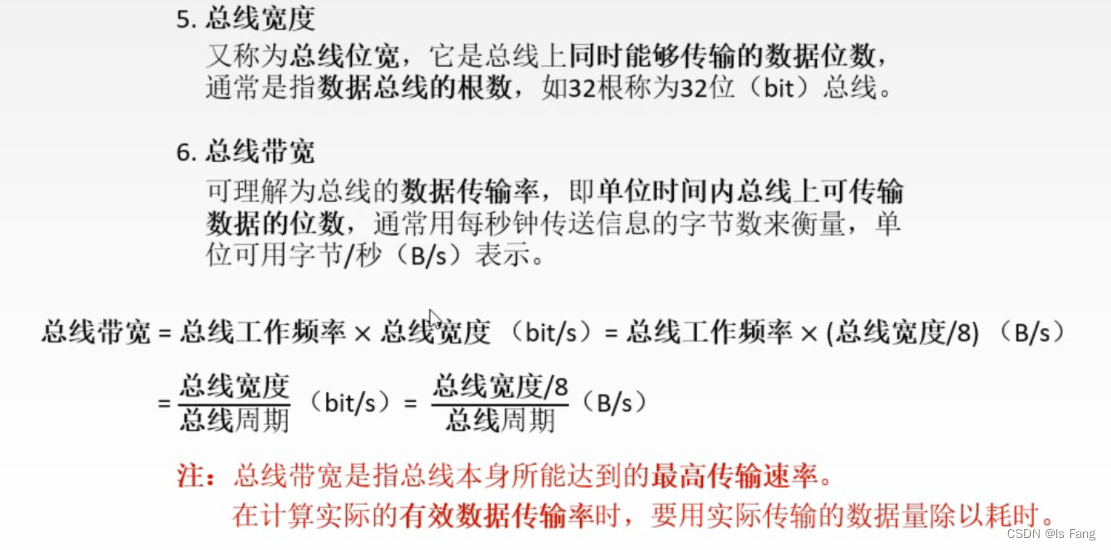 5. 总线宽度
又称为总线位宽，它是总线上同时能够传输的数据位数，
通常是指数据总线的根数，如32根称为32位（bit）总线。
6. 总线带宽
可理解为总线的数据传输率，即单位时间内总线上可传输
数据的位数，通常用每秒钟传送信息的字节数来衡量，单
位可用字节/秒（B/s）表示。
总线带宽 = 总线工作频率 × 总线宽度 （bit/s）= 总线工作频率 × (总线宽度/8) （B/s）
= 总线宽度/总线周期 （bit/s）= 总线宽度/8/总线周期 （B/s）
注：总线带宽是指总线本身所能达到的最高传输速率。
在计算实际的有效数据传输率时，要用实际传输的数据量除以耗时。
CSDN @ls Fang